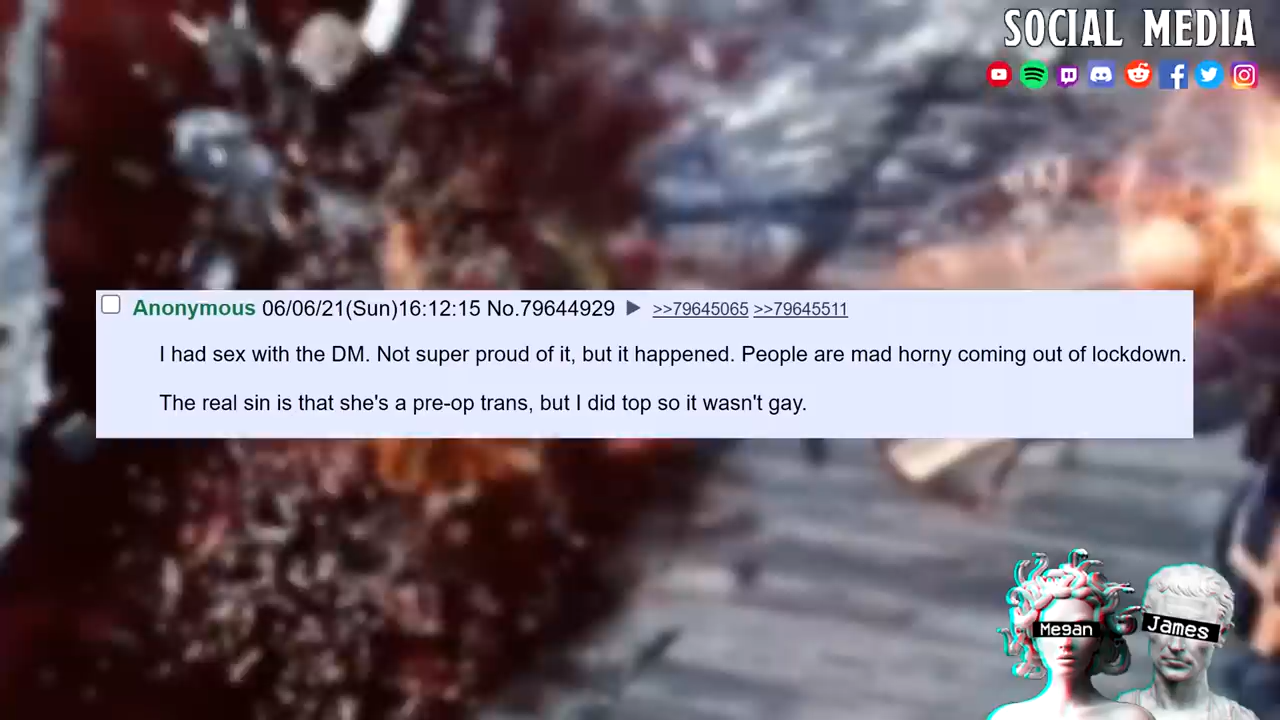 SOCIAL MEDIA
Anonymous 06/06/21(Sun)16:12:15 No.79644929 ▶ >>79645065 >>79645511
I had sex with the DM. Not super proud of it, but it happened. People are mad horny coming out of lockdown.
The real sin is that she's a pre-op trans, but I did top so it wasn't gay.
Megan
James